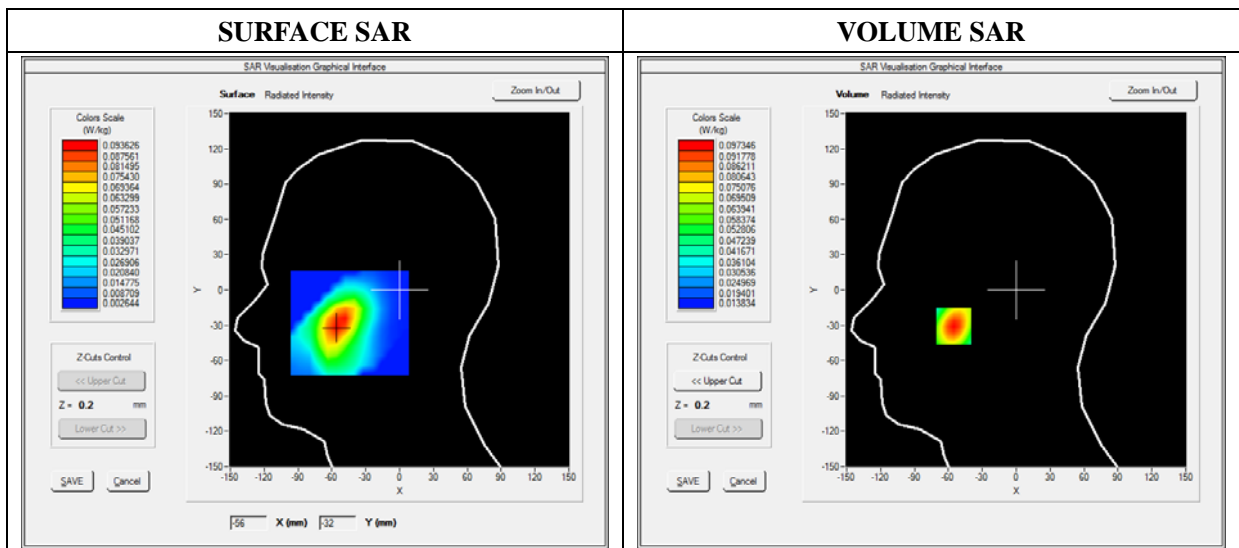 SURFACE SAR
VOLUME SAR
SAR Visualisation Graphical Interface
Surface Radiated Intensity
Zoom In/Out
Colors Scale
(W/kg)
0.093626
0.087561
0.081495
0.075430
0.069364
0.063299
0.057233
0.051168
0.045102
0.039037
0.032971
0.026906
0.020840
0.014775
0.008709
0.002644
150
120
90
60
30
0
-30
-60
-90
-120
-150
Y
-150 -120 -90 -60 -30 0 30 60 90 120 150
X
Z-Cuts Control
<< Upper Cut
Z = 0.2 mm
Lower Cut >>
SAVE Cancel
-56 X (mm) -32 Y (mm)
SAR Visualisation Graphical Interface
Volume Radiated Intensity
Zoom In/Out
Colors Scale
(W/kg)
0.097346
0.091778
0.086211
0.080643
0.075076
0.069509
0.063941
0.058374
0.052806
0.047239
0.041671
0.036104
0.030536
0.024969
0.019401
0.013834
150
120
90
60
30
0
-30
-60
-90
-120
-150
Y
-150 -120 -90 -60 -30 0 30 60 90 120 150
X
Z-Cuts Control
<< Upper Cut
Z = 0.2 mm
Lower Cut >>
SAVE Cancel